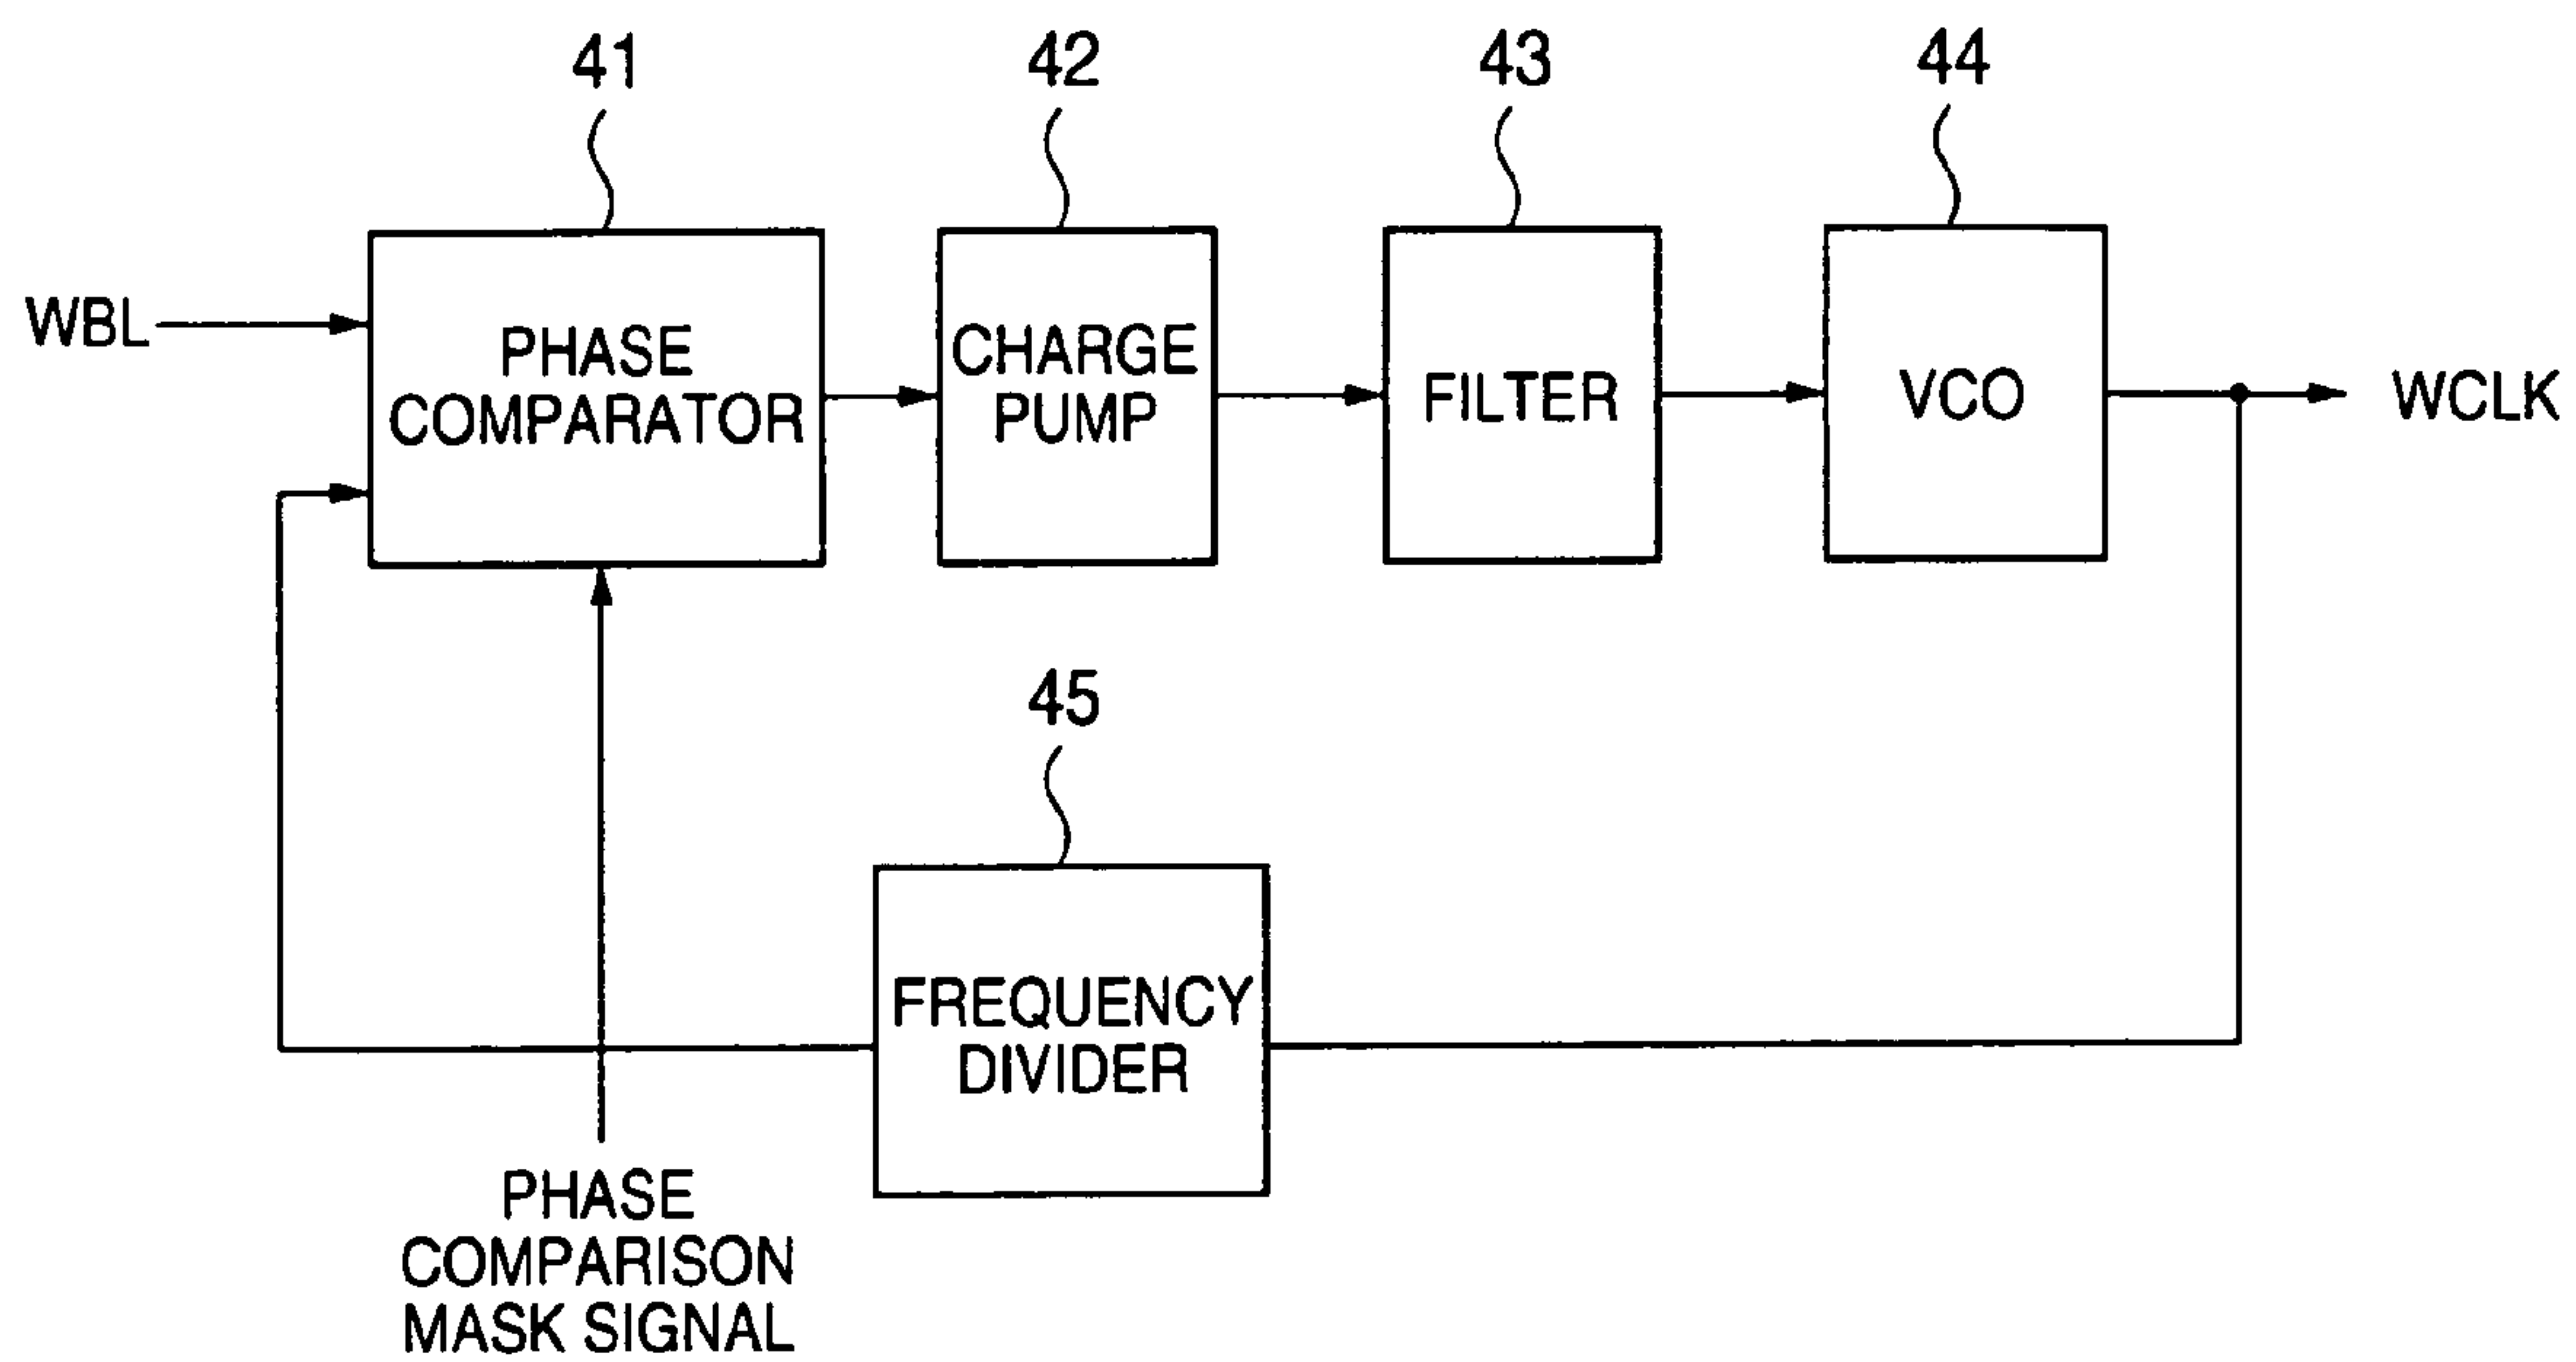 41
42
43
44
WBL
PHASE
COMPARATOR
CHARGE
PUMP
FILTER
VCO
WCLK
45
FREQUENCY
DIVIDER
PHASE
COMPARISON
MASK SIGNAL